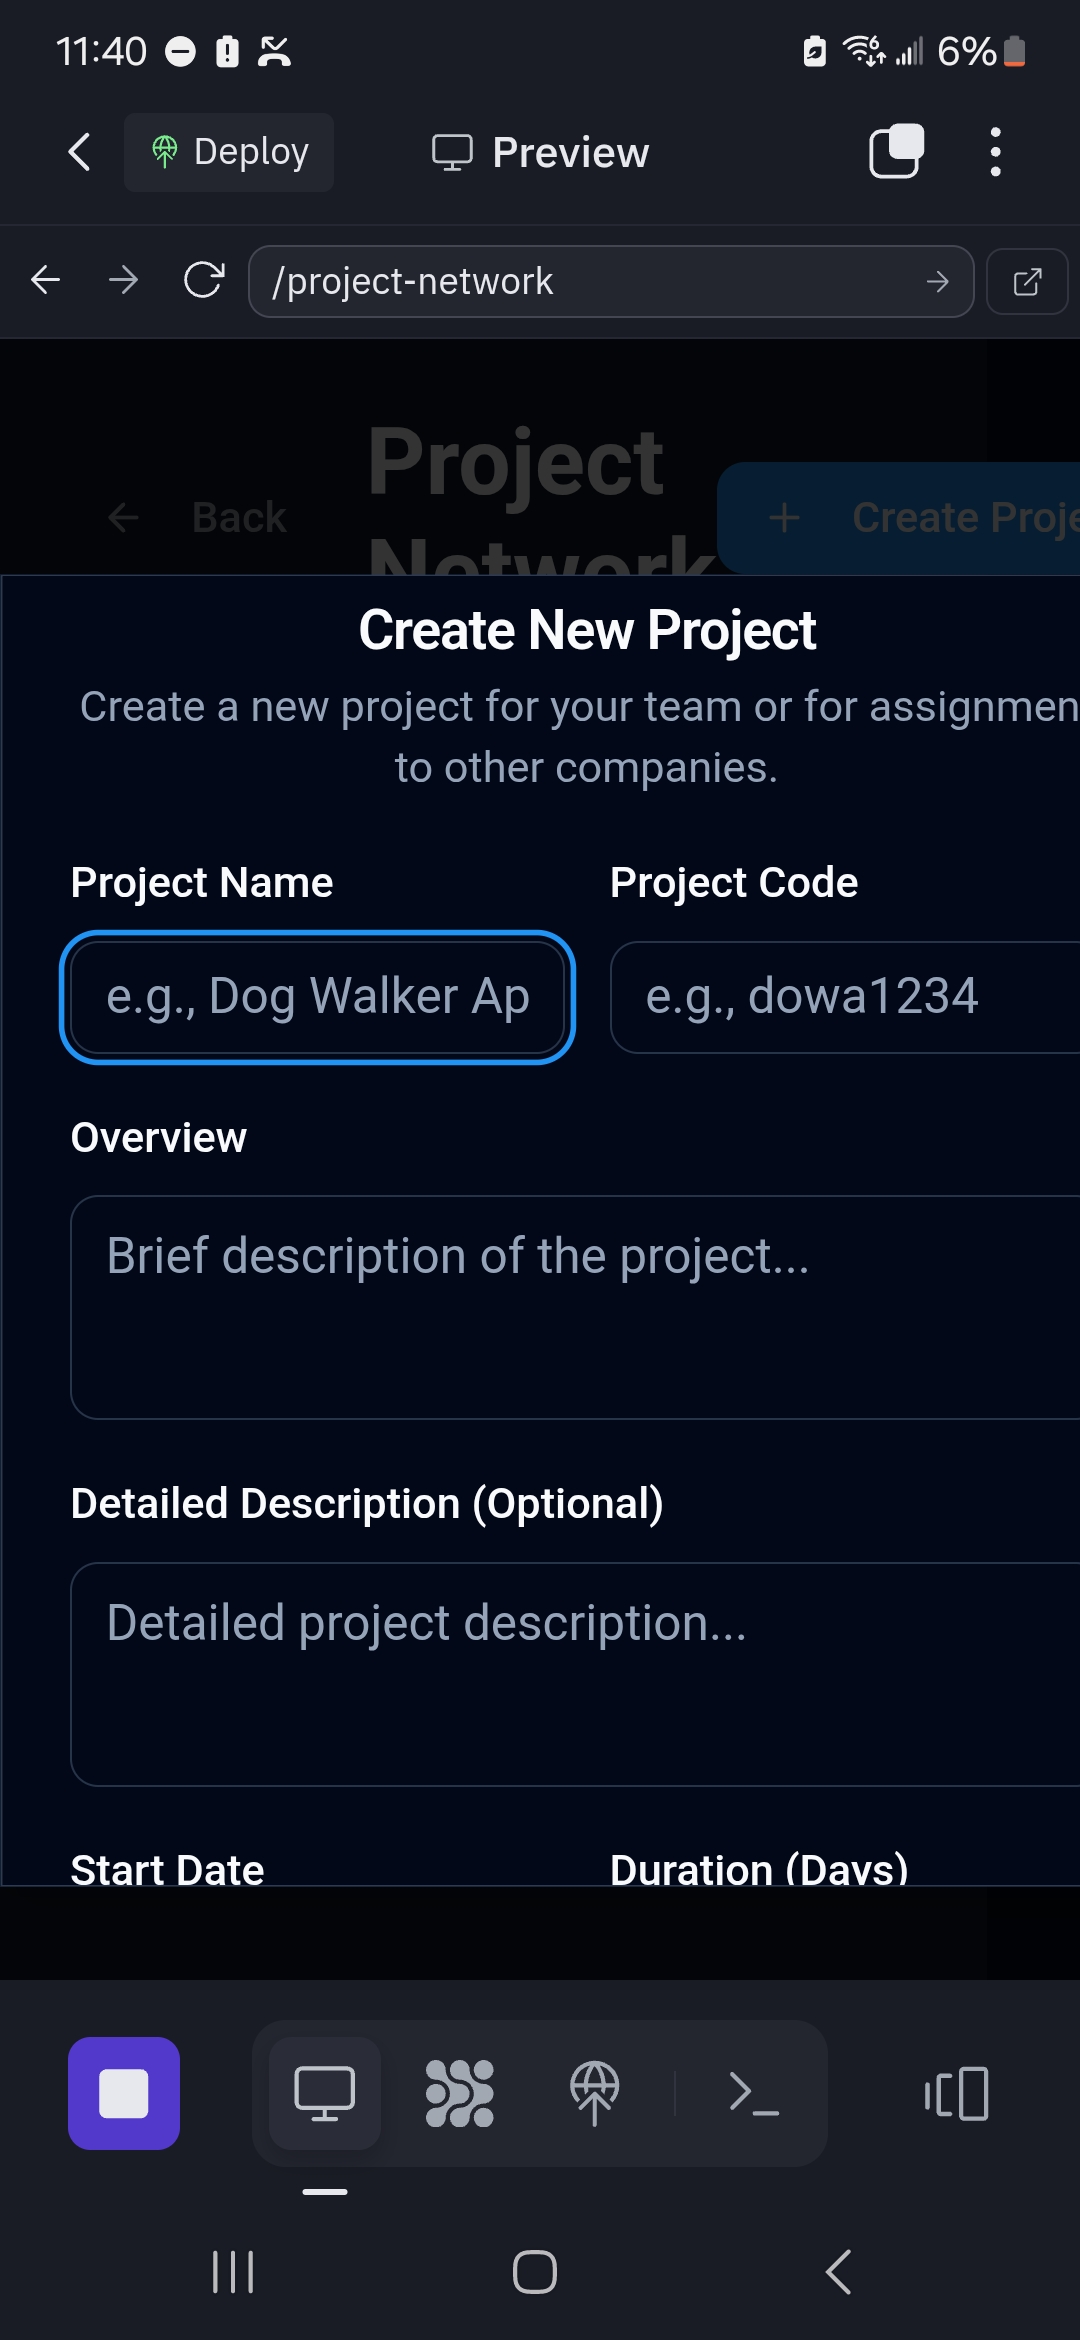 11:40
6%
Deploy
Preview
/project-network
Project
Network
Back
Create Proje
Create New Project
Create a new project for your team or for assignmen
to other companies.
Project Name
Project Code
e.g., Dog Walker Ap
e.g., dowa1234
Overview
Brief description of the project...
Detailed Description (Optional)
Detailed project description...
Start Date
Duration (Days)